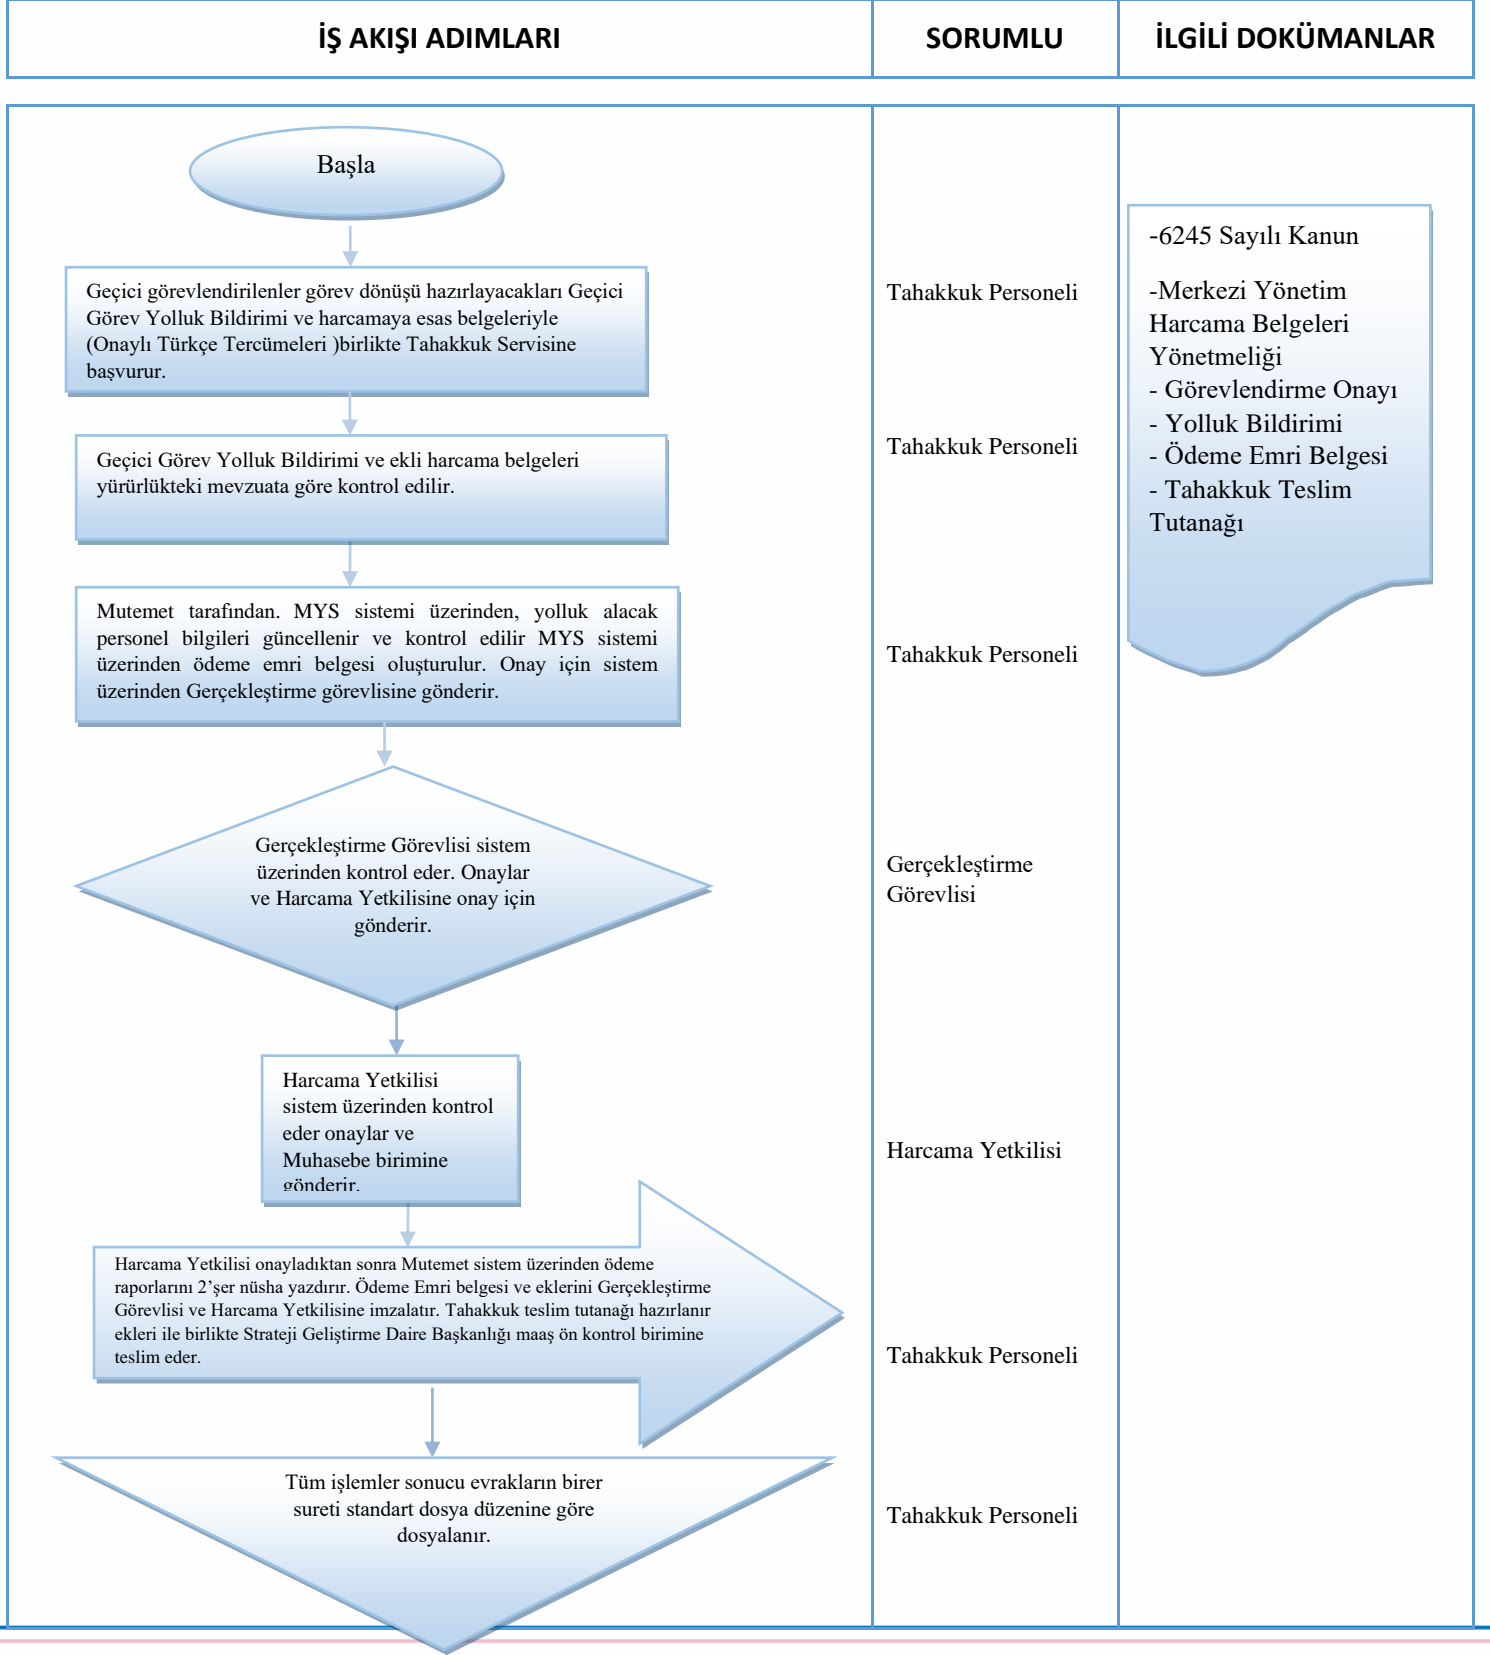 İŞ AKIŞI ADIMLARI
SORUMLU
İLGİLİ DOKÜMANLAR
Başla
Geçici görevlendirilenler görev dönüşü hazırlayacakları Geçici
Görev Yolluk Bildirimi ve harcamaya esas belgeleriyle
(Onaylı Türkçe Tercümeleri )birlikte Tahakkuk Servisine
başvurur.
Tahakkuk Personeli
Geçici Görev Yolluk Bildirimi ve ekli harcama belgeleri
yürürlükteki mevzuata göre kontrol edilir.
Tahakkuk Personeli
Mutemet tarafından. MYS sistemi üzerinden, yolluk alacak
personel bilgileri güncellenir ve kontrol edilir MYS sistemi
üzerinden ödeme emri belgesi oluşturulur. Onay için sistem
üzerinden Gerçekleştirme görevlisine gönderir.
Tahakkuk Personeli
Gerçekleştirme Görevlisi sistem
üzerinden kontrol eder. Onaylar
ve Harcama Yetkilisine onay için
gönderir.
Gerçekleştirme
Görevlisi
Harcama Yetkilisi
sistem üzerinden kontrol
eder onaylar ve
Muhasebe birimine
gönderir.
Harcama Yetkilisi
Harcama Yetkilisi onayladıktan sonra Mutemet sistem üzerinden ödeme
raporlarını 2’şer nüsha yazdırır. Ödeme Emri belgesi ve eklerini Gerçekleştirme
Görevlisi ve Harcama Yetkilisine imzalatır. Tahakkuk teslim tutanağı hazırlanır
ekleri ile birlikte Strateji Geliştirme Daire Başkanlığı maaş ön kontrol birimine
teslim eder.
Tahakkuk Personeli
Tüm işlemler sonucu evrakların birer
sureti standart dosya düzenine göre
dosyalanır.
Tahakkuk Personeli
-6245 Sayılı Kanun
-Merkezi Yönetim
Harcama Belgeleri
Yönetmeliği
- Görevlendirme Onayı
- Yolluk Bildirimi
- Ödeme Emri Belgesi
- Tahakkuk Teslim
Tutanağı